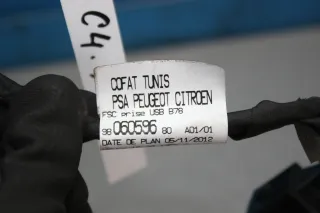 C4.
COFAT TUNIS
PSA PEUGEOT CITROEN
FSC prise USB B78
98 060596 80 A01/01
DATE DE PLAN 05/11/2012